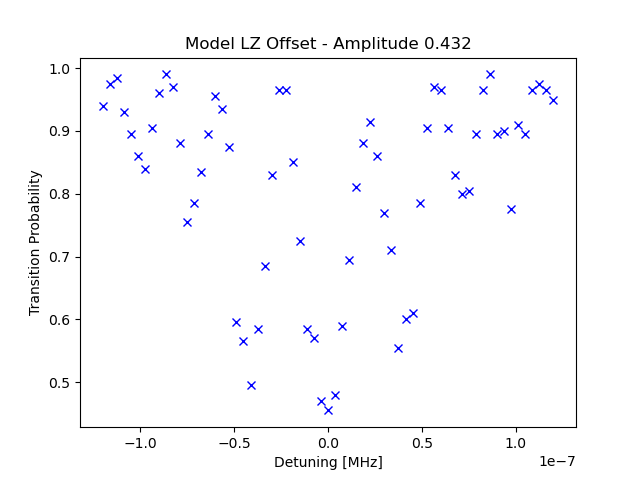 Model LZ Offset - Amplitude 0.432
1.0
0.9
0.8
0.7
0.6
0.5
Transition Probability
−1.0 −0.5 0.0 0.5 1.0
1e−7
Detuning [MHz]